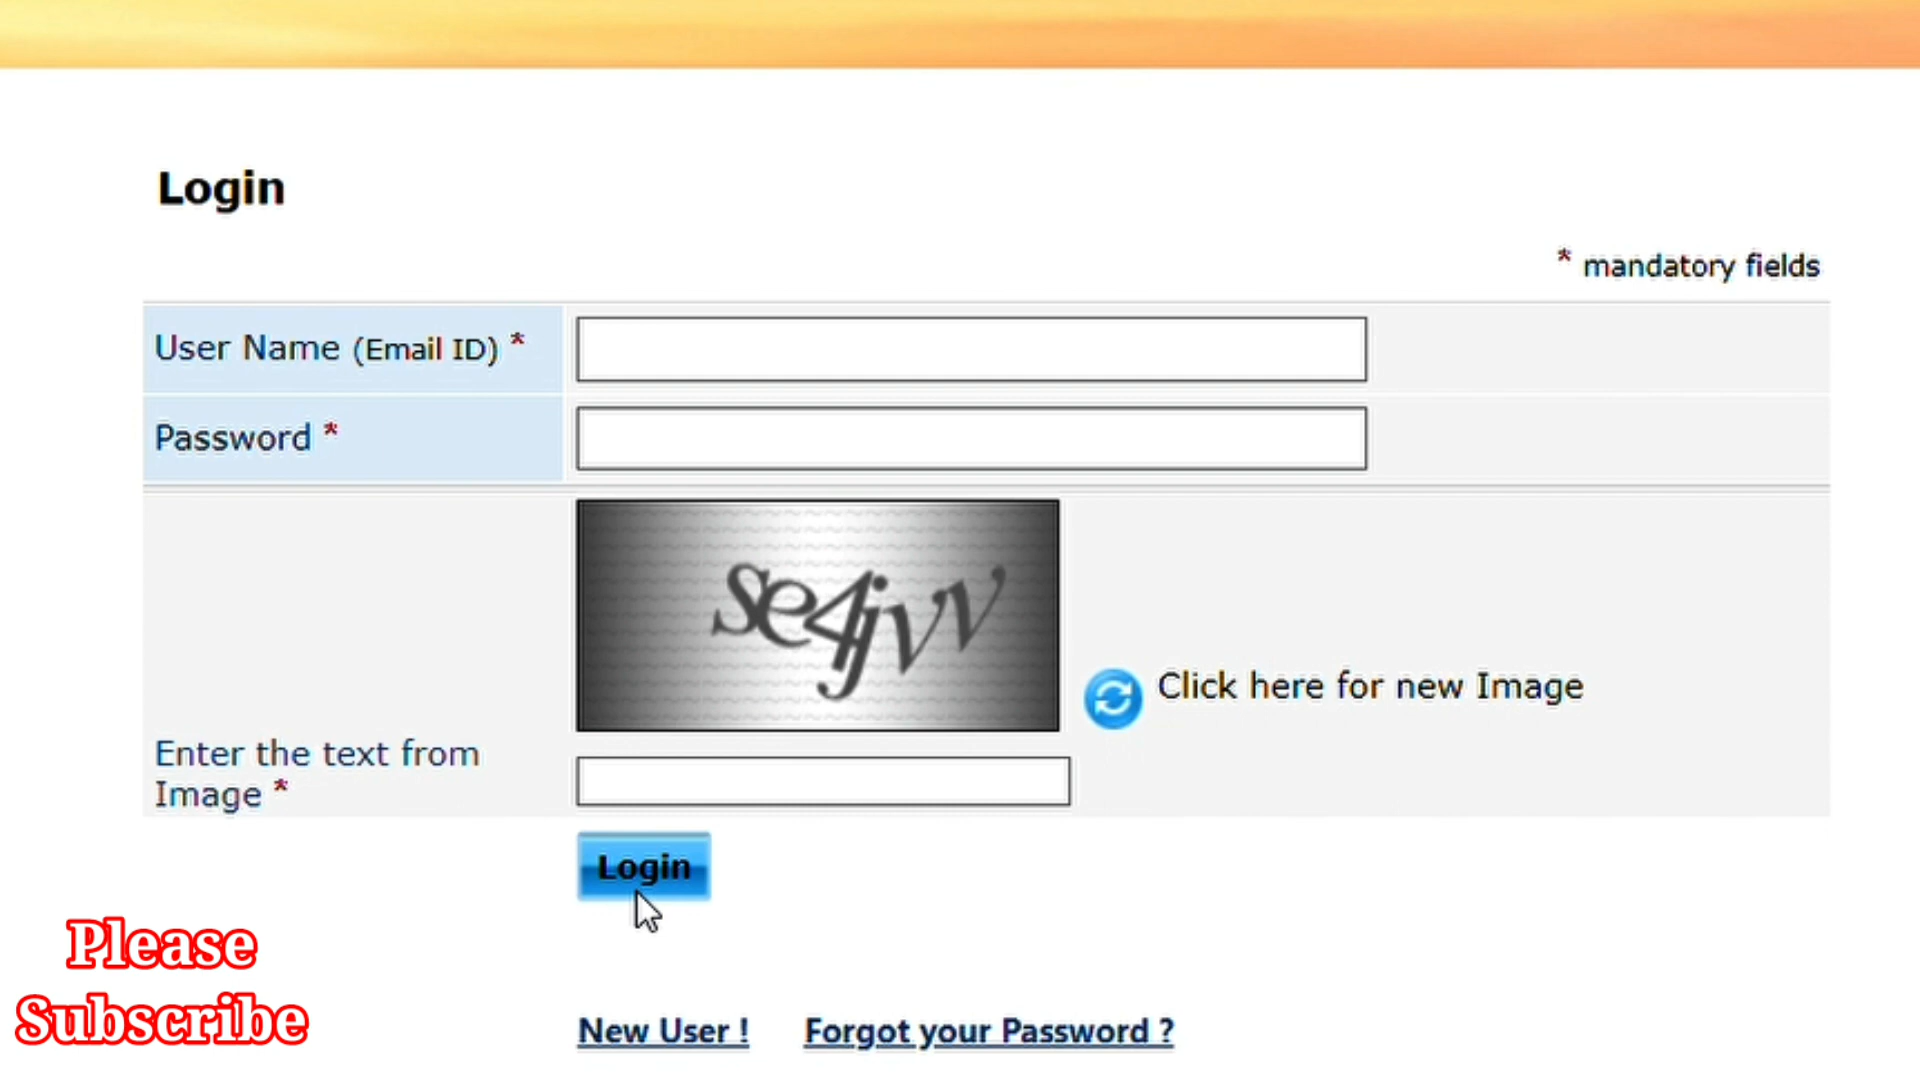 Login
* mandatory fields
User Name (Email ID) *
Password *
se4jvv
Click here for new Image
Enter the text from
Image *
Login
Please
Subscribe
New User ! Forgot your Password ?